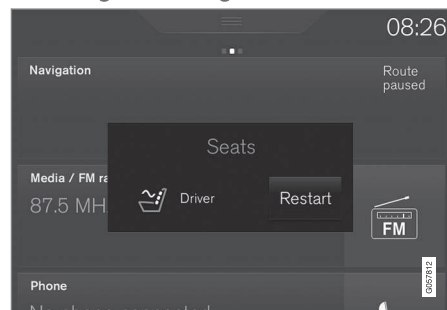 08:26
Navigation
Route
paused
Seats
Media / FM ra
87.5 MH
Driver
Restart
FM
Phone
G057812